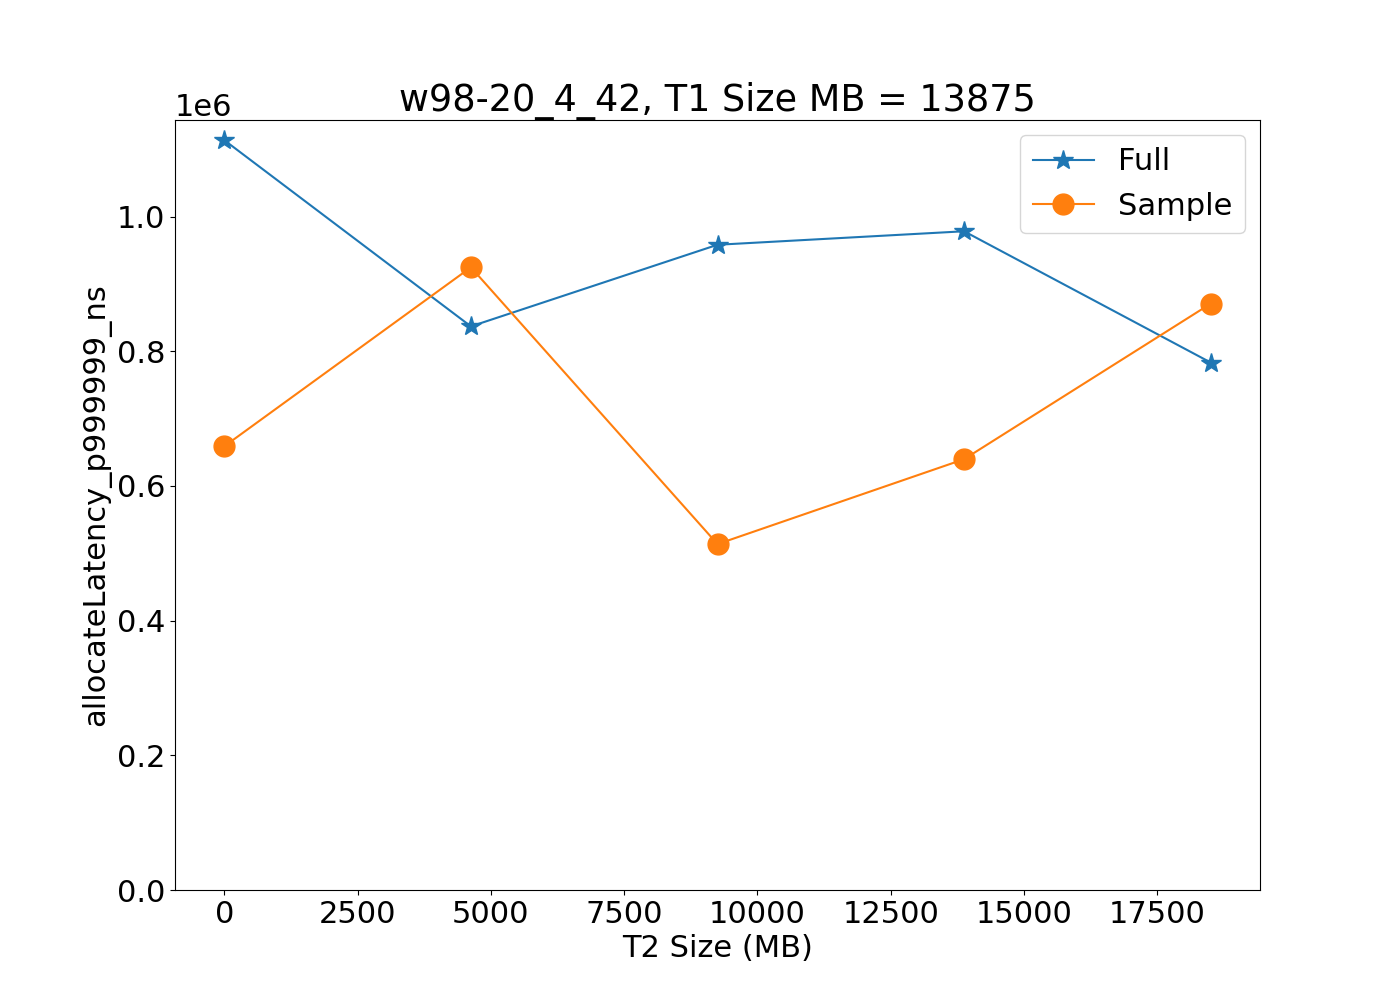 w98-20_4_42, T1 Size MB = 13875
1e6
Full
Sample
1.0
0.8
0.6
0.4
0.2
0.0
allocateLatency_p999999_ns
0 2500 5000 7500 10000 12500 15000 17500
T2 Size (MB)